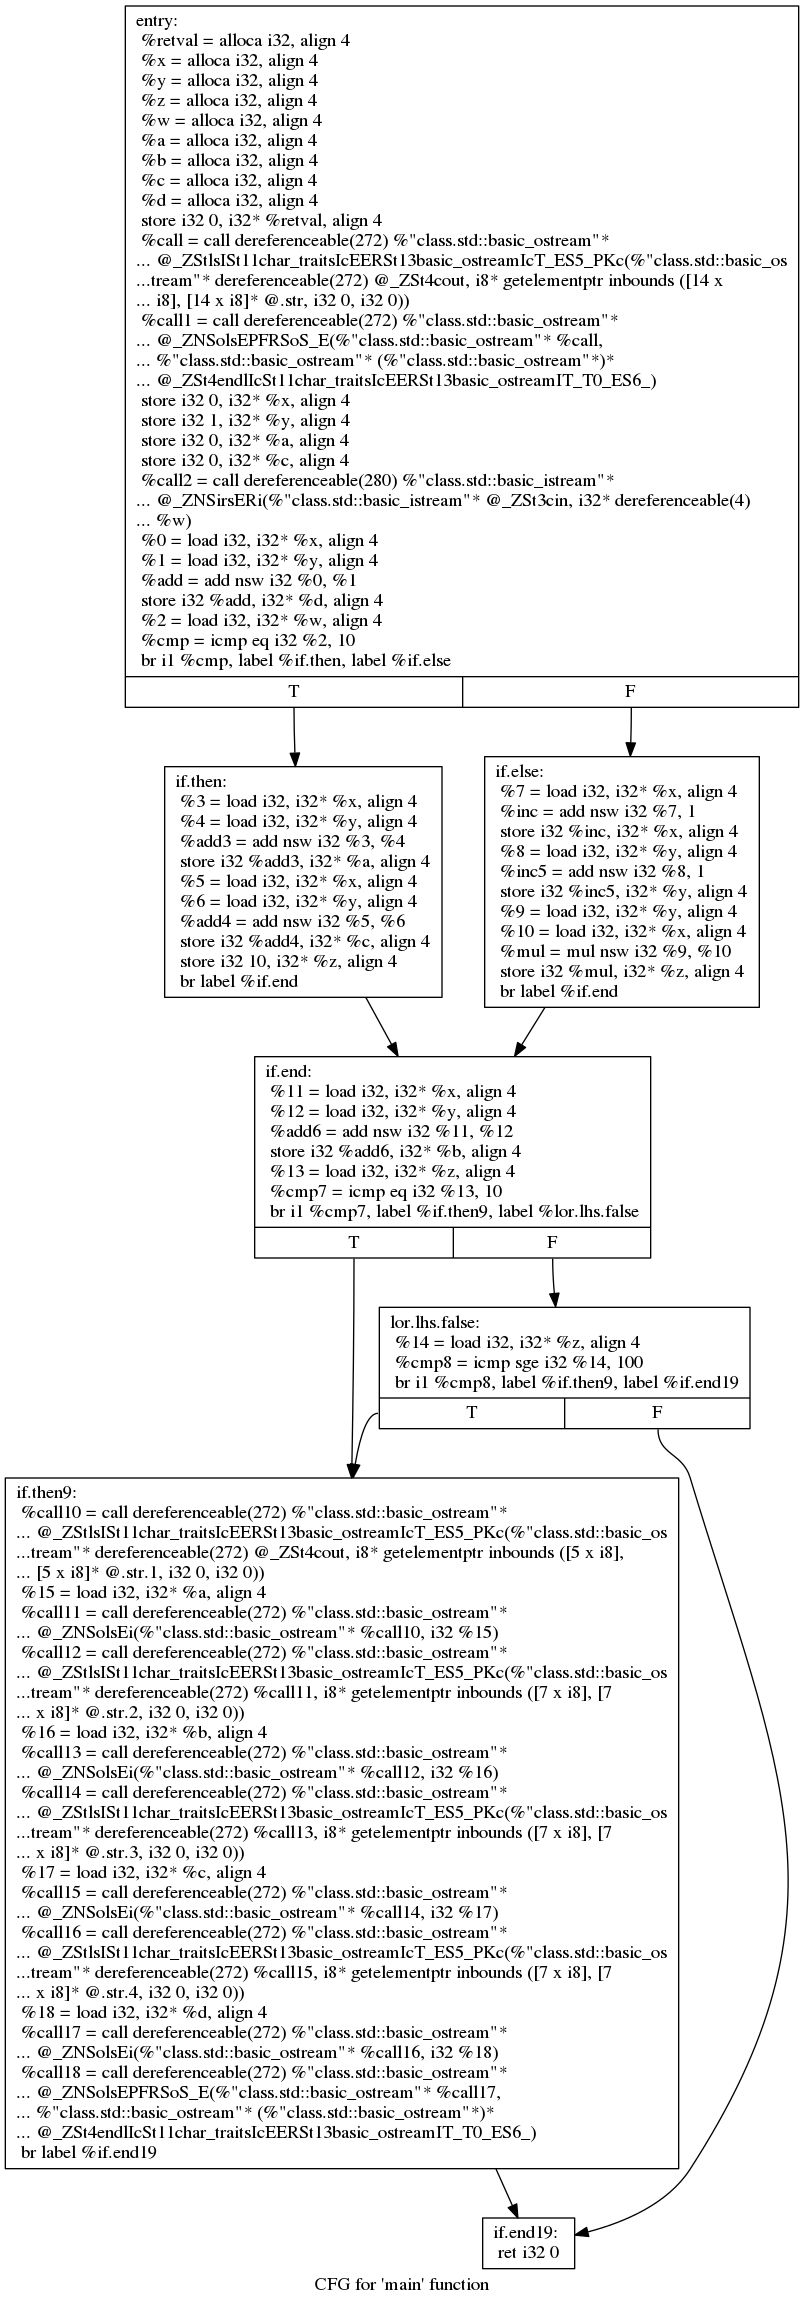 entry:
%retval = alloca i32, align 4
%x = alloca i32, align 4
%y = alloca i32, align 4
%z = alloca i32, align 4
%w = alloca i32, align 4
%a = alloca i32, align 4
%b = alloca i32, align 4
%c = alloca i32, align 4
%d = alloca i32, align 4
store i32 0, i32* %retval, align 4
%call = call dereferenceable(272) %"class.std::basic_ostream"*
... @_ZStlsISt11char_traitsIcEERSt13basic_ostreamIcT_ES5_PKc(%"class.std::basic_os
...tream"* dereferenceable(272) @_ZSt4cout, i8* getelementptr inbounds ([14 x
... i8], [14 x i8]* @.str, i32 0, i32 0))
%call1 = call dereferenceable(272) %"class.std::basic_ostream"*
... @_ZNSolsEPFRSoS_E(%"class.std::basic_ostream"* %call,
... %"class.std::basic_ostream"* (%"class.std::basic_ostream"*)*
... @_ZSt4endlIcSt11char_traitsIcEERSt13basic_ostreamIT_T0_ES6_)
store i32 0, i32* %x, align 4
store i32 1, i32* %y, align 4
store i32 0, i32* %a, align 4
store i32 0, i32* %c, align 4
%call2 = call dereferenceable(280) %"class.std::basic_istream"*
... @_ZNSirsERi(%"class.std::basic_istream"* @_ZSt3cin, i32* dereferenceable(4)
... %w)
%0 = load i32, i32* %x, align 4
%1 = load i32, i32* %y, align 4
%add = add nsw i32 %0, %1
store i32 %add, i32* %d, align 4
%2 = load i32, i32* %w, align 4
%cmp = icmp eq i32 %2, 10
br i1 %cmp, label %if.then, label %if.else
T
F
if.then:
%3 = load i32, i32* %x, align 4
%4 = load i32, i32* %y, align 4
%add3 = add nsw i32 %3, %4
store i32 %add3, i32* %a, align 4
%5 = load i32, i32* %x, align 4
%6 = load i32, i32* %y, align 4
%add4 = add nsw i32 %5, %6
store i32 %add4, i32* %c, align 4
store i32 10, i32* %z, align 4
br label %if.end
if.else:
%7 = load i32, i32* %x, align 4
%inc = add nsw i32 %7, 1
store i32 %inc, i32* %x, align 4
%8 = load i32, i32* %y, align 4
%inc5 = add nsw i32 %8, 1
store i32 %inc5, i32* %y, align 4
%9 = load i32, i32* %y, align 4
%10 = load i32, i32* %x, align 4
%mul = mul nsw i32 %9, %10
store i32 %mul, i32* %z, align 4
br label %if.end
if.end:
%11 = load i32, i32* %x, align 4
%12 = load i32, i32* %y, align 4
%add6 = add nsw i32 %11, %12
store i32 %add6, i32* %b, align 4
%13 = load i32, i32* %z, align 4
%cmp7 = icmp eq i32 %13, 10
br i1 %cmp7, label %if.then9, label %lor.lhs.false
T
F
lor.lhs.false:
%14 = load i32, i32* %z, align 4
%cmp8 = icmp sge i32 %14, 100
br i1 %cmp8, label %if.then9, label %if.end19
T
F
if.then9:
%call10 = call dereferenceable(272) %"class.std::basic_ostream"*
... @_ZStlsISt11char_traitsIcEERSt13basic_ostreamIcT_ES5_PKc(%"class.std::basic_os
...tream"* dereferenceable(272) @_ZSt4cout, i8* getelementptr inbounds ([5 x i8],
... [5 x i8]* @.str.1, i32 0, i32 0))
%15 = load i32, i32* %a, align 4
%call11 = call dereferenceable(272) %"class.std::basic_ostream"*
... @_ZNSolsEi(%"class.std::basic_ostream"* %call10, i32 %15)
%call12 = call dereferenceable(272) %"class.std::basic_ostream"*
... @_ZStlsISt11char_traitsIcEERSt13basic_ostreamIcT_ES5_PKc(%"class.std::basic_os
...tream"* dereferenceable(272) %call11, i8* getelementptr inbounds ([7 x i8], [7
... x i8]* @.str.2, i32 0, i32 0))
%16 = load i32, i32* %b, align 4
%call13 = call dereferenceable(272) %"class.std::basic_ostream"*
... @_ZNSolsEi(%"class.std::basic_ostream"* %call12, i32 %16)
%call14 = call dereferenceable(272) %"class.std::basic_ostream"*
... @_ZStlsISt11char_traitsIcEERSt13basic_ostreamIcT_ES5_PKc(%"class.std::basic_os
...tream"* dereferenceable(272) %call13, i8* getelementptr inbounds ([7 x i8], [7
... x i8]* @.str.3, i32 0, i32 0))
%17 = load i32, i32* %c, align 4
%call15 = call dereferenceable(272) %"class.std::basic_ostream"*
... @_ZNSolsEi(%"class.std::basic_ostream"* %call14, i32 %17)
%call16 = call dereferenceable(272) %"class.std::basic_ostream"*
... @_ZStlsISt11char_traitsIcEERSt13basic_ostreamIcT_ES5_PKc(%"class.std::basic_os
...tream"* dereferenceable(272) %call15, i8* getelementptr inbounds ([7 x i8], [7
... x i8]* @.str.4, i32 0, i32 0))
%18 = load i32, i32* %d, align 4
%call17 = call dereferenceable(272) %"class.std::basic_ostream"*
... @_ZNSolsEi(%"class.std::basic_ostream"* %call16, i32 %18)
%call18 = call dereferenceable(272) %"class.std::basic_ostream"*
... @_ZNSolsEPFRSoS_E(%"class.std::basic_ostream"* %call17,
... %"class.std::basic_ostream"* (%"class.std::basic_ostream"*)*
... @_ZSt4endlIcSt11char_traitsIcEERSt13basic_ostreamIT_T0_ES6_)
br label %if.end19
if.end19:
ret i32 0
CFG for 'main' function